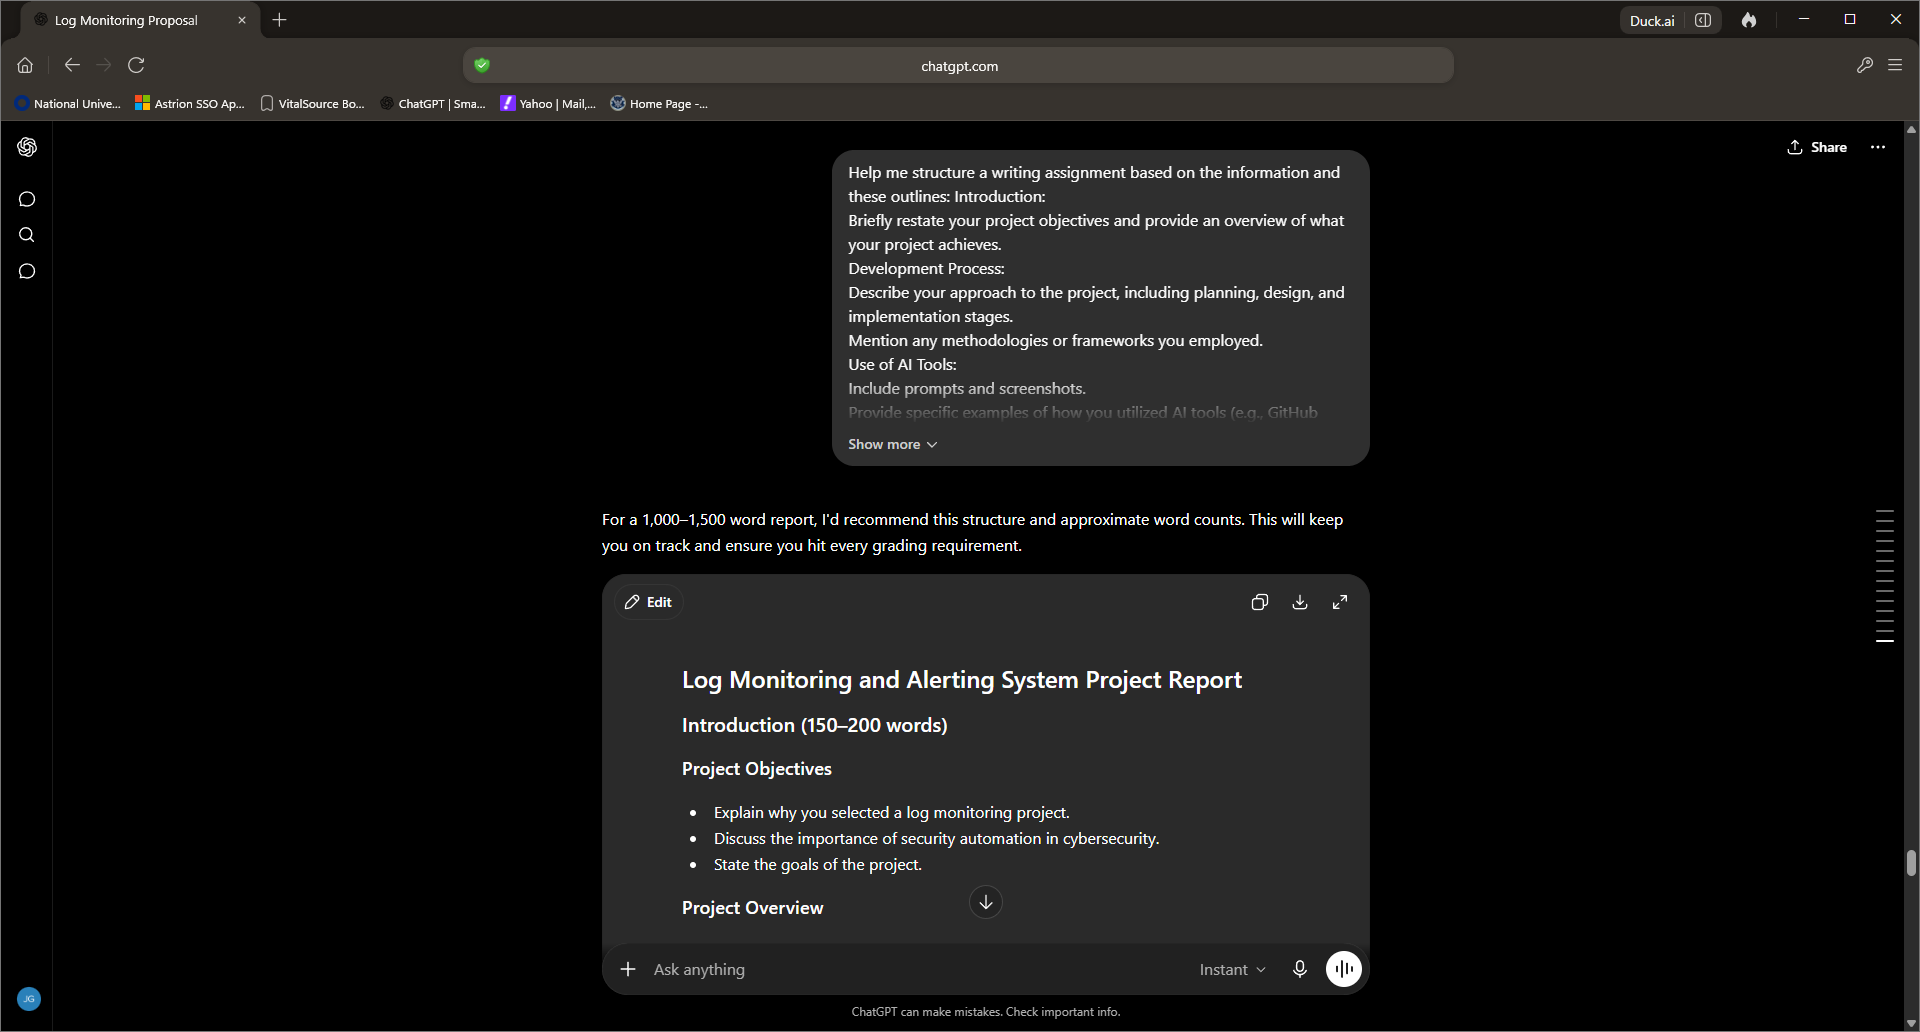 Log Monitoring Proposal
Duck.ai
chatgpt.com
National Unive...
Astrion SSO Ap...
VitalSource Bo...
ChatGPT | Sma...
Yahoo | Mail,...
Home Page -...
Share
Help me structure a writing assignment based on the information and
these outlines: Introduction:
Briefly restate your project objectives and provide an overview of what
your project achieves.
Development Process:
Describe your approach to the project, including planning, design, and
implementation stages.
Mention any methodologies or frameworks you employed.
Use of AI Tools:
Include prompts and screenshots.
Provide specific examples of how you utilized AI tools (e.g., GitHub
Show more
For a 1,000–1,500 word report, I'd recommend this structure and approximate word counts. This will keep
you on track and ensure you hit every grading requirement.
Edit
Log Monitoring and Alerting System Project Report
Introduction (150–200 words)
Project Objectives
• Explain why you selected a log monitoring project.
• Discuss the importance of security automation in cybersecurity.
• State the goals of the project.
Project Overview
Ask anything
Instant
JG
ChatGPT can make mistakes. Check important info.